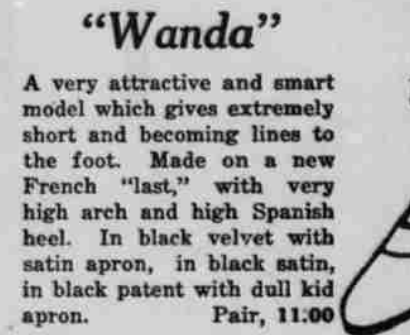 “Wanda”
A very attractive and smart
model which gives extremely
short and becoming lines to
the foot. Made on a new
French “last,” with very
high arch and high Spanish
heel. In black velvet with
satin apron, in black satin,
in black patent with dull kid
apron. Pair, 11.00